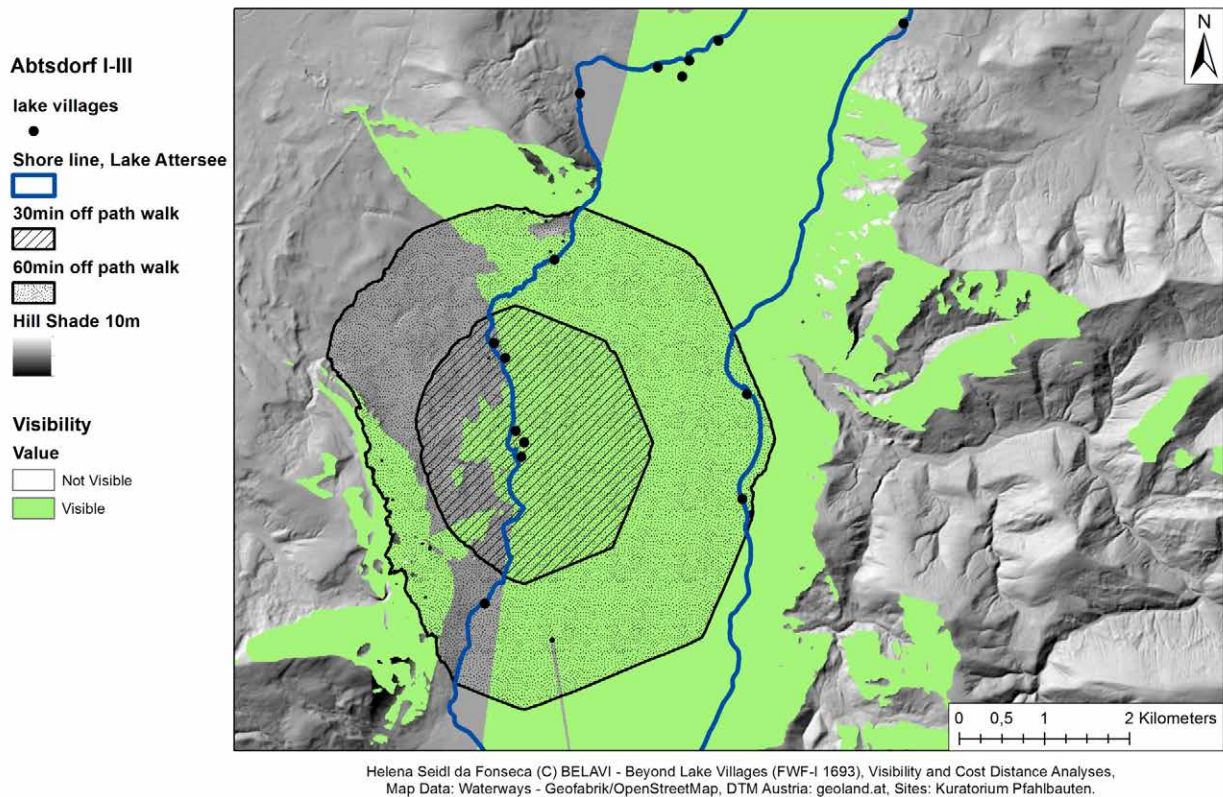 Abtsdorf I-III
lake villages
Shore line, Lake Attersee
30min off path walk
60min off path walk
Hill Shade 10m
Visibility
Value
Not Visible
Visible
N
0 0,5 1 2 Kilometers
Helena Seidl da Fonseca (C) BELAVI - Beyond Lake Villages (FWF-I 1693), Visibility and Cost Distance Analyses,
Map Data: Waterways - Geofabrik/OpenStreetMap, DTM Austria: geoland.at, Sites: Kuratorium Pfahlbauten.